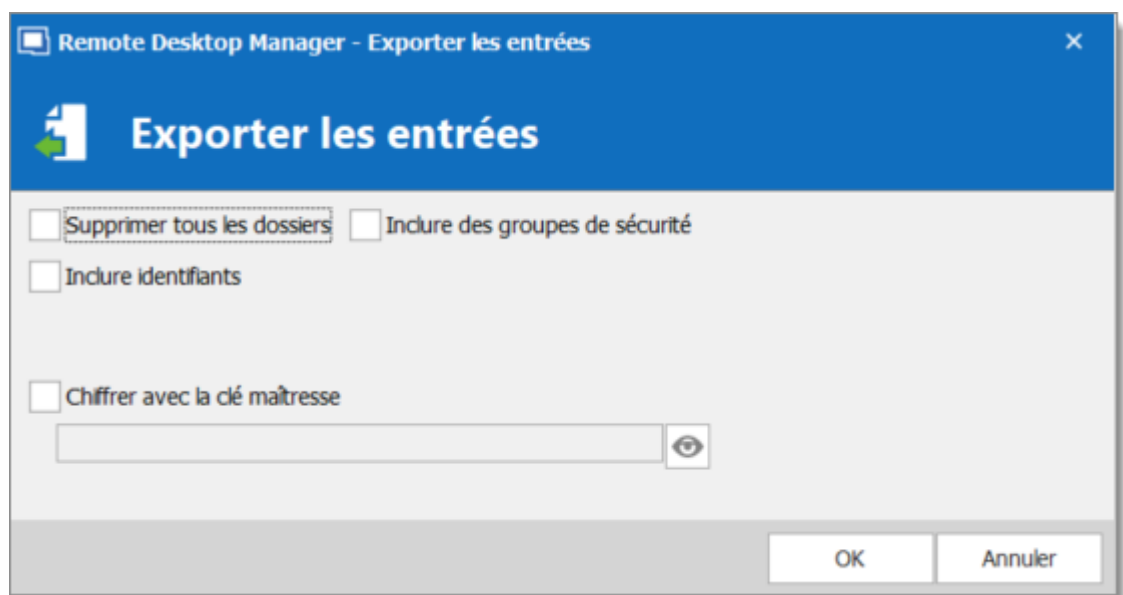 Remote Desktop Manager - Exporter les entrées
Exporter les entrées
Supprimer tous les dossiers Inclure des groupes de sécurité
Inclure identifiants
Chiffrer avec la clé maîtresse
OK Annuler